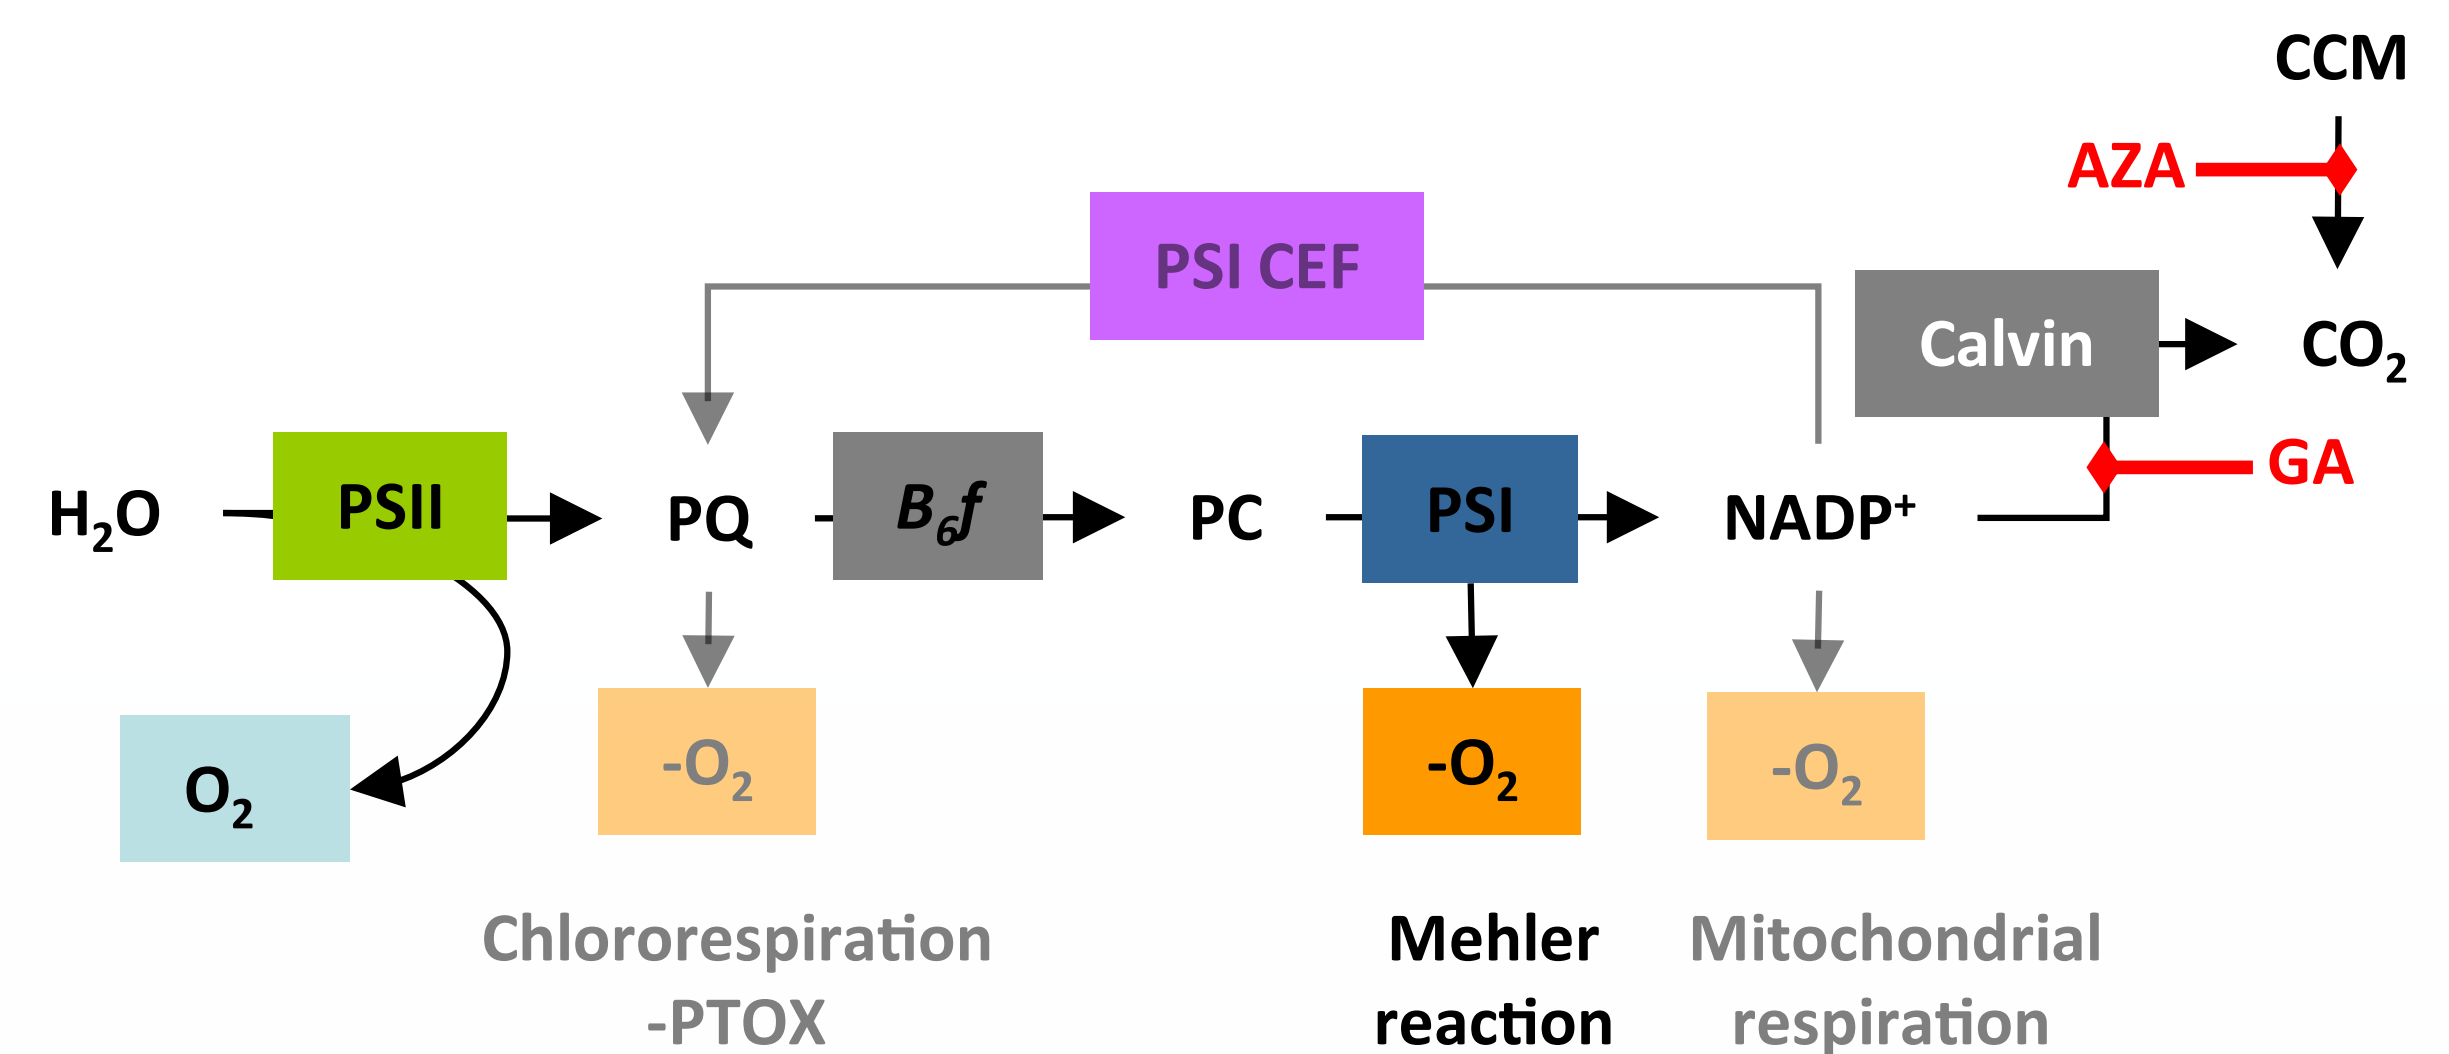 CCM
AZA
PSI CEF
Calvin
CO₂
GA
H₂O
PSII
PQ
B₆f
PC
PSI
NADP⁺
O₂
-O₂
-O₂
-O₂
Chlororespiration
-PTOX
Mehler
reaction
Mitochondrial
respiration